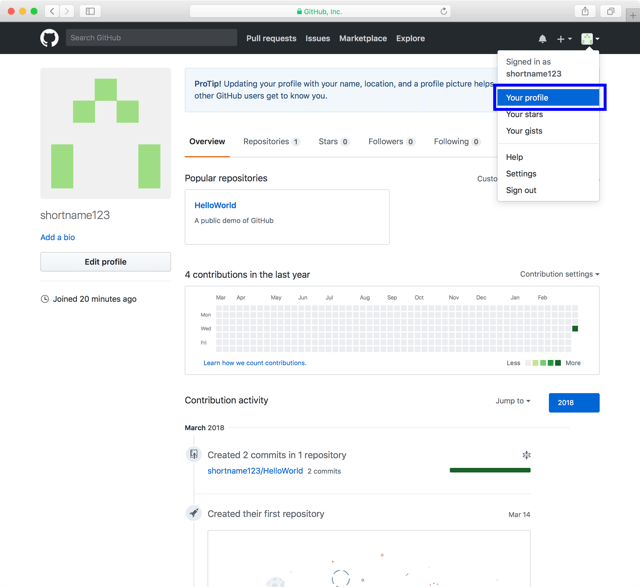 GitHub, Inc.
Search GitHub
Pull requests Issues Marketplace Explore
Signed in as
shortname123
Your profile
Your stars
Your gists
Help
Settings
Sign out
ProTip! Updating your profile with your name, location, and a profile picture helps
other GitHub users get to know you.
Overview Repositories 1 Stars 0 Followers 0 Following 0
Popular repositories
HelloWorld
A public demo of GitHub
shortname123
Add a bio
Edit profile
Joined 20 minutes ago
4 contributions in the last year Contribution settings
Mar Apr May Jun Jul Aug Sep Oct Nov Dec Jan Feb
Mon
Wed
Fri
Learn how we count contributions. Less More
Contribution activity Jump to 2018
March 2018
Created 2 commits in 1 repository
shortname123/HelloWorld 2 commits
Created their first repository Mar 14